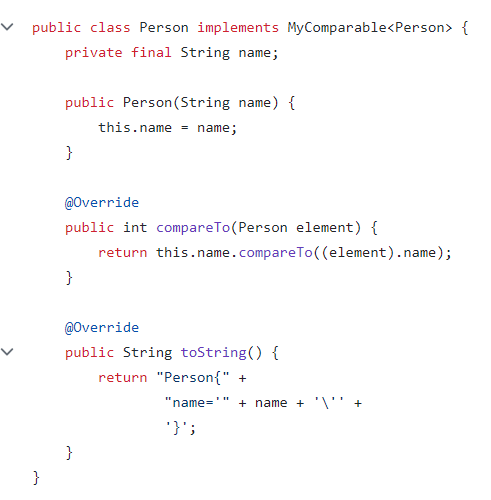 public class Person implements MyComparable<Person> {
    private final String name;

    public Person(String name) {
        this.name = name;
    }

    @Override
    public int compareTo(Person element) {
        return this.name.compareTo((element).name);
    }

    @Override
    public String toString() {
        return "Person{" +
                "name='" + name + '\'' +
                '}';
    }
}